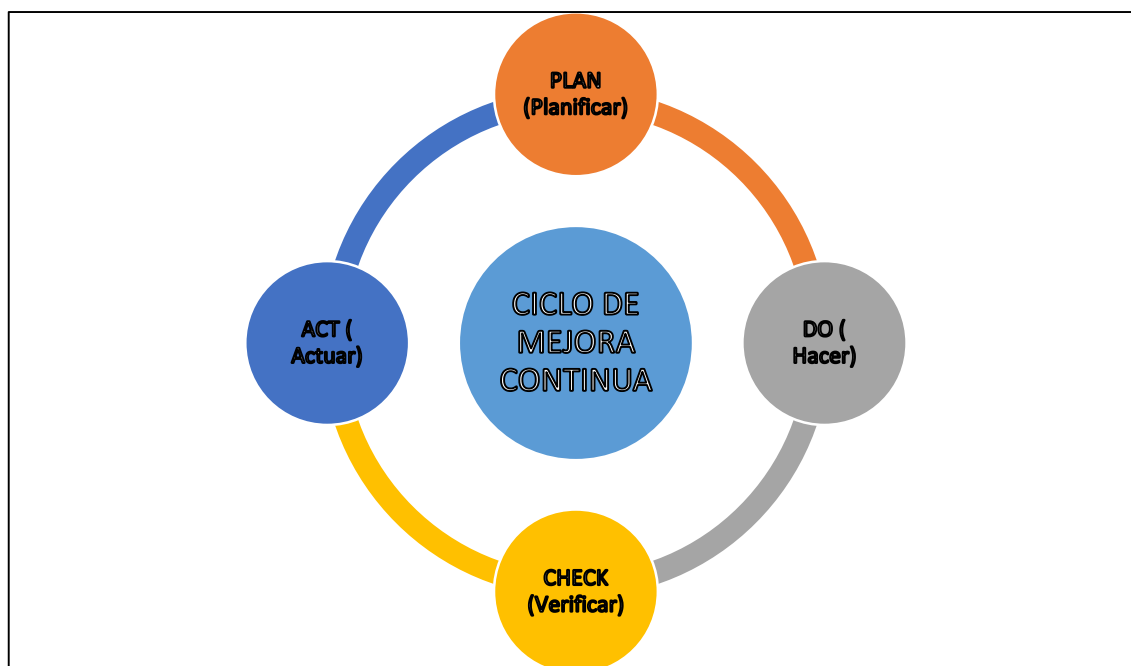 PLAN
(Planificar)
CICLO DE
MEJORA
CONTINUA
ACT (
Actuar)
DO (
Hacer)
CHECK
(Verificar)